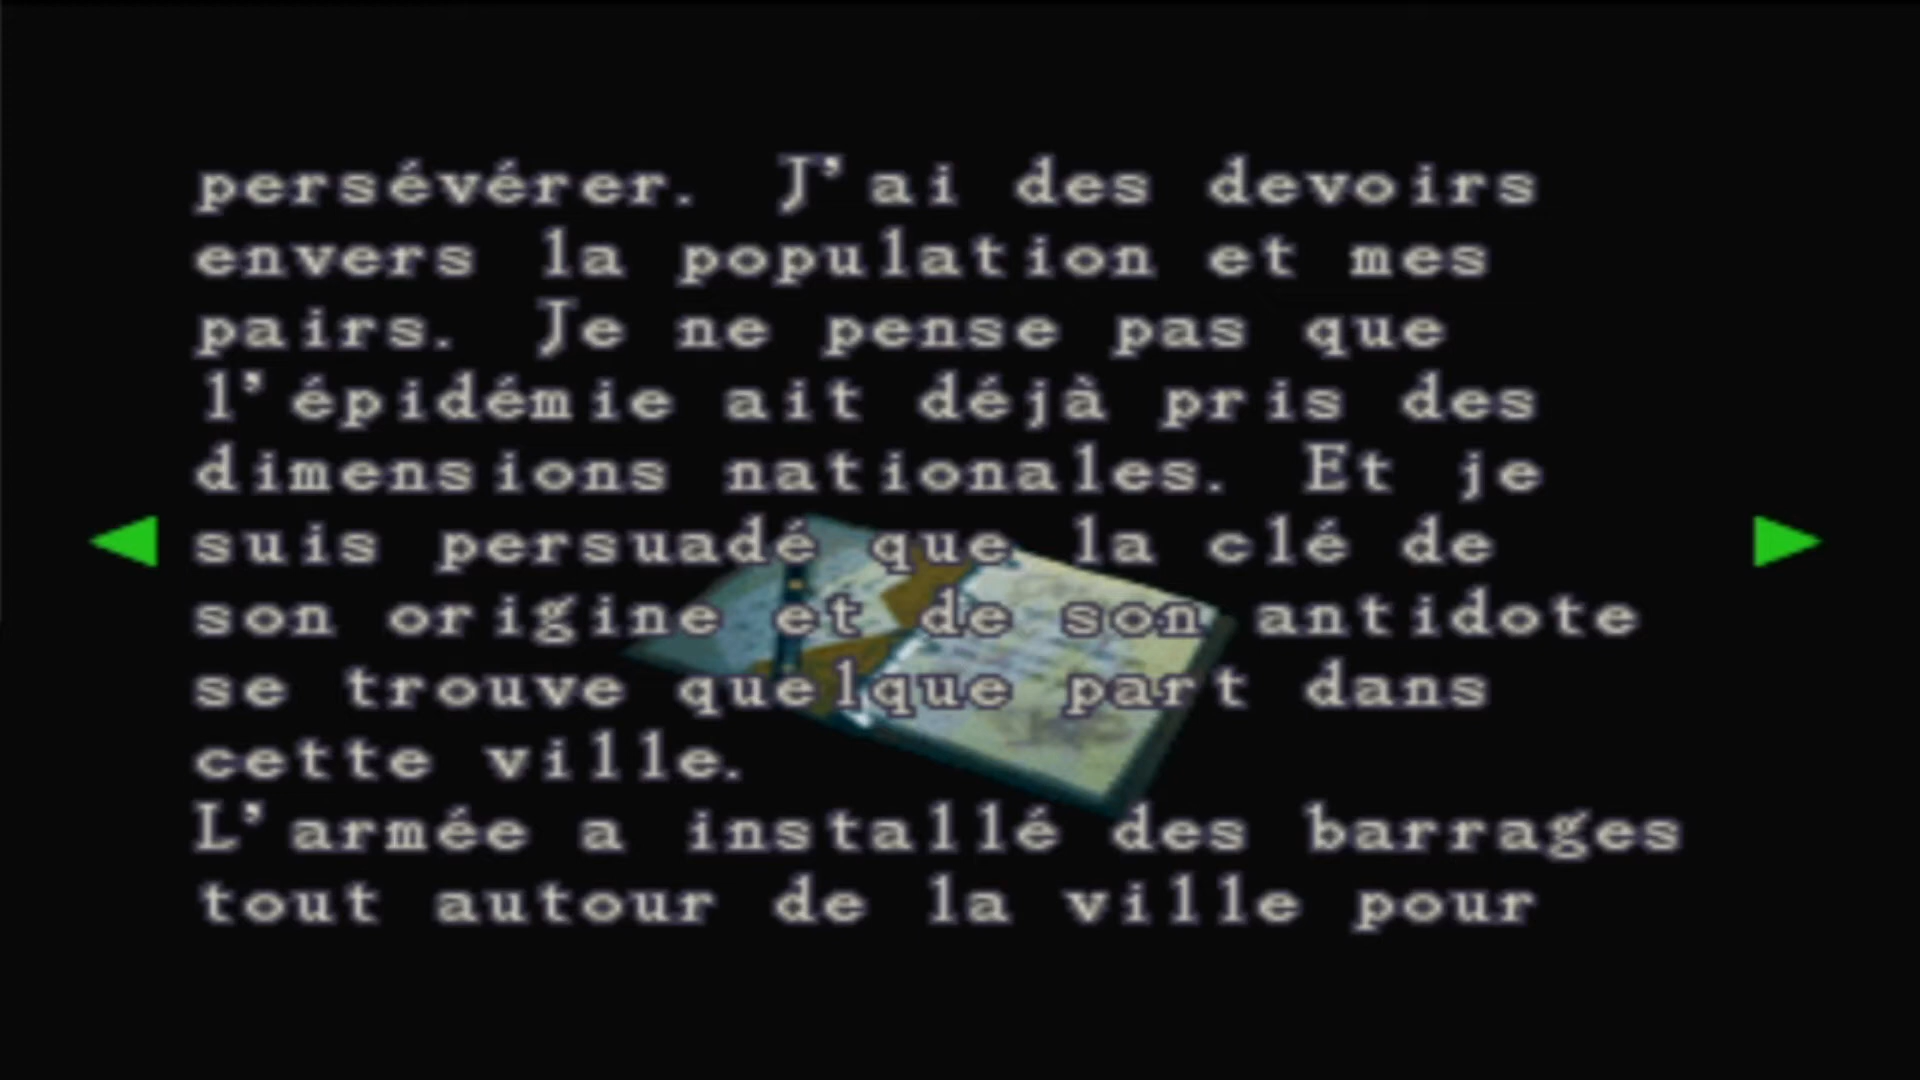 persévérer. J'ai des devoirs
envers la population et mes
pairs. Je ne pense pas que
l'épidémie ait déjà pris des
dimensions nationales. Et je
suis persuadé que la clé de
son origine et de son antidote
se trouve quelque part dans
cette ville.
L'armée a installé des barrages
tout autour de la ville pour